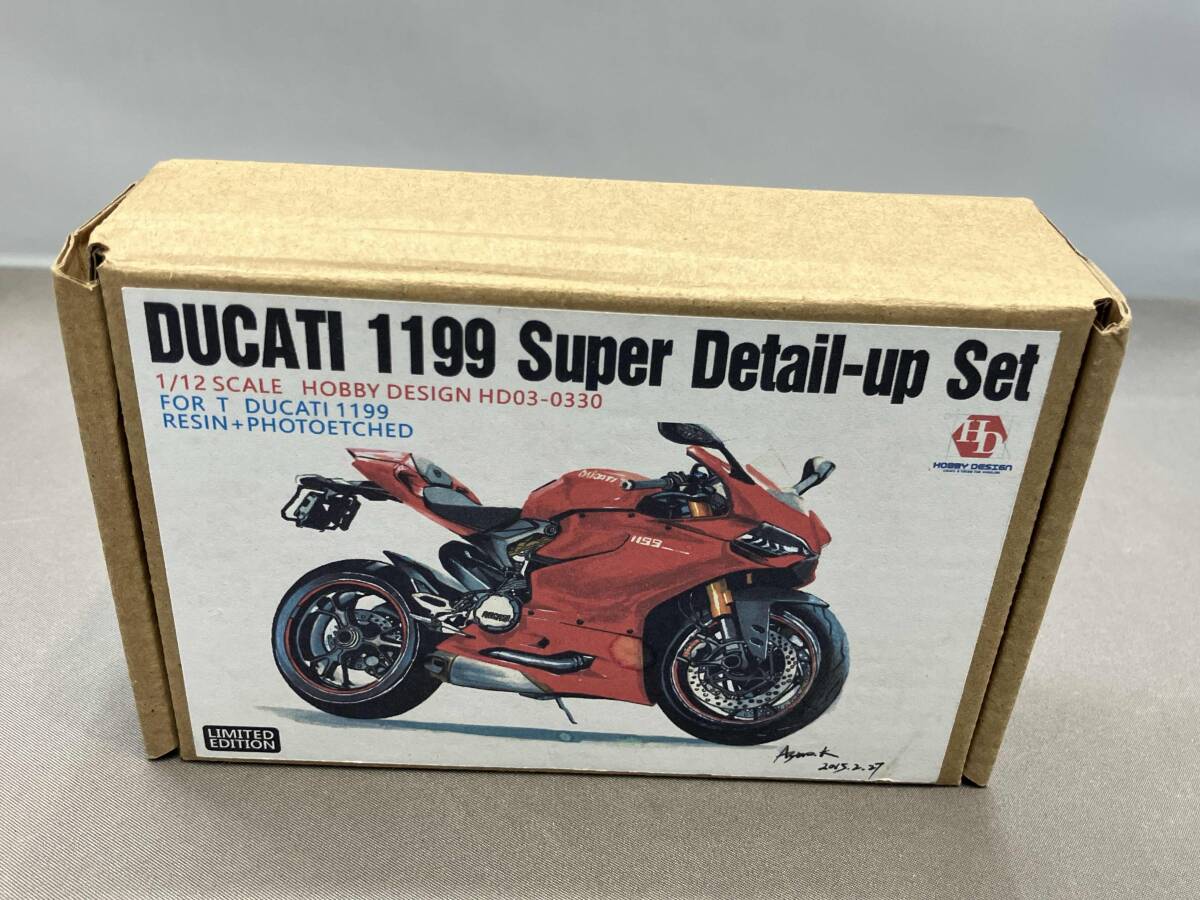 DUCATI 1199 Super Detail-up Set
1/12 SCALE HOBBY DESIGN HD03-0330
FOR T DUCATI 1199
RESIN+PHOTOETCHED
HD
HOBBY DESIGN
DUCATI
1199
LIMITED
EDITION
2015.2.27